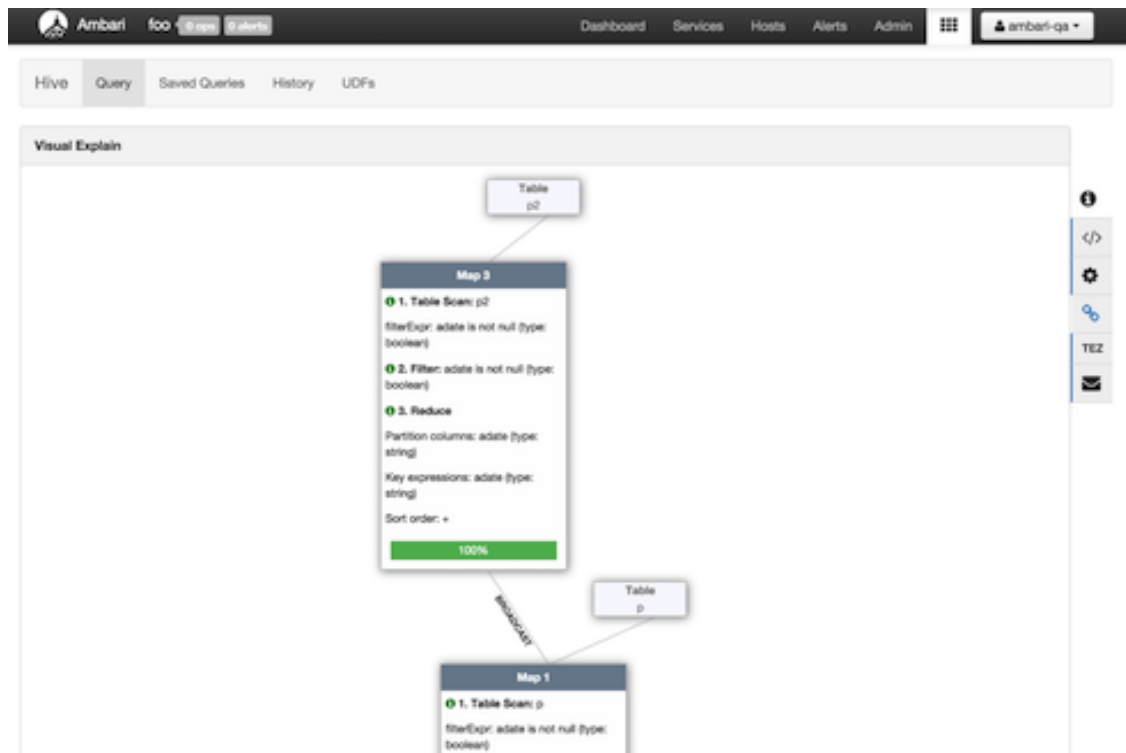 Ambari foo 0 ops 0 alerts Dashboard Services Hosts Alerts Admin ambari-qa
Hive Query Saved Queries History UDFs
Visual Explain
Table
p2
Map 3
1. Table Scan: p2
filterExpr: adate is not null (type:
boolean)
2. Filter: adate is not null (type:
boolean)
3. Reduce
Partition columns: adate (type:
string)
Key expressions: adate (type:
string)
Sort order: +
100%
BROADCAST
Table
p
Map 1
1. Table Scan: p
filterExpr: adate is not null (type:
boolean)
TEZ